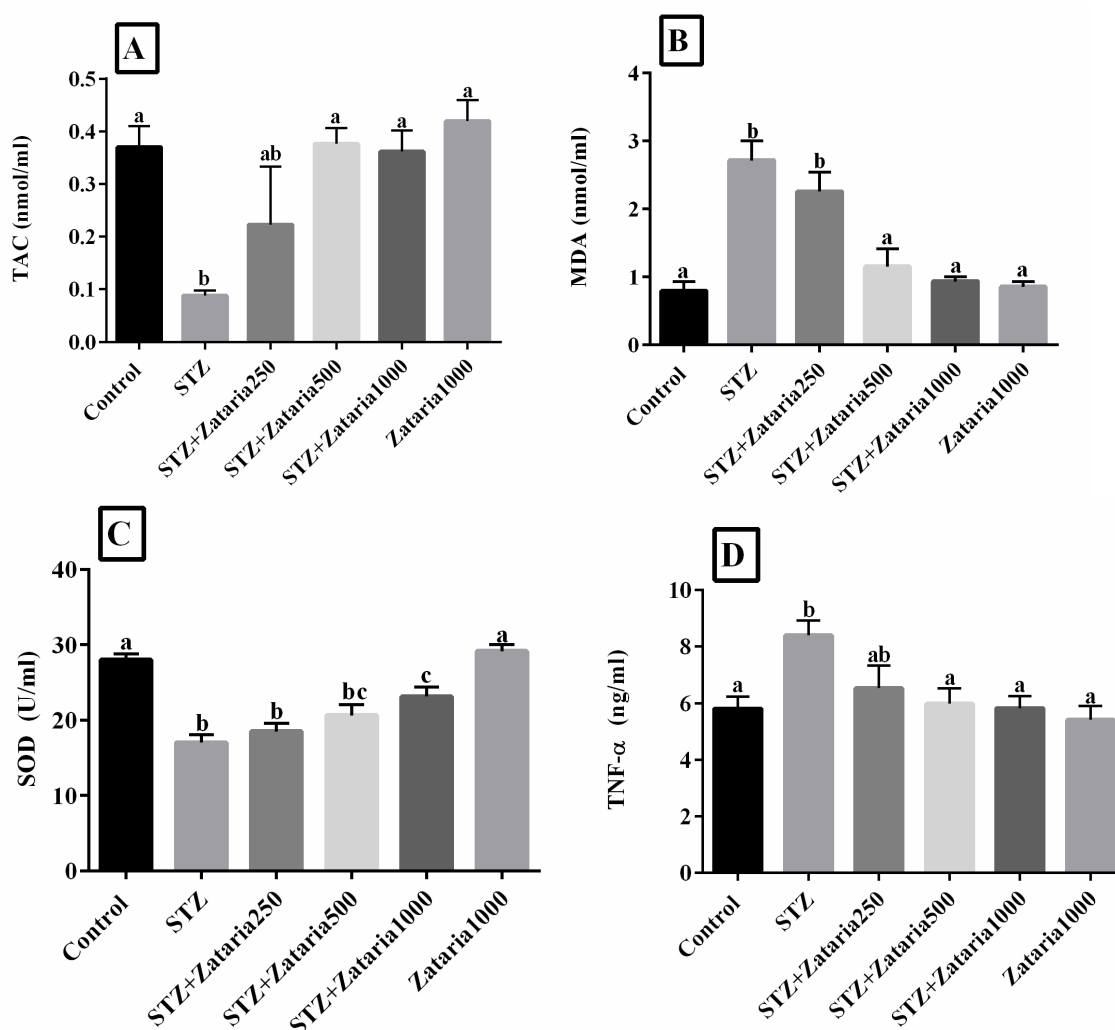 A
TAC (nmol/ml)
0.5
0.4
0.3
0.2
0.1
0.0
a
b
ab
a
a
a
Control
STZ
STZ+Zataria250
STZ+Zataria500
STZ+Zataria1000
Zataria1000
B
MDA (nmol/ml)
4
3
2
1
0
a
b
b
a
a
a
Control
STZ
STZ+Zataria250
STZ+Zataria500
STZ+Zataria1000
Zataria1000
C
SOD (U/ml)
40
30
20
10
0
a
b
b
bc
c
a
Control
STZ
STZ+Zataria250
STZ+Zataria500
STZ+Zataria1000
Zataria1000
D
TNF-α (ng/ml)
10
8
6
4
2
0
a
b
ab
a
a
a
Control
STZ
STZ+Zataria250
STZ+Zataria500
STZ+Zataria1000
Zataria1000